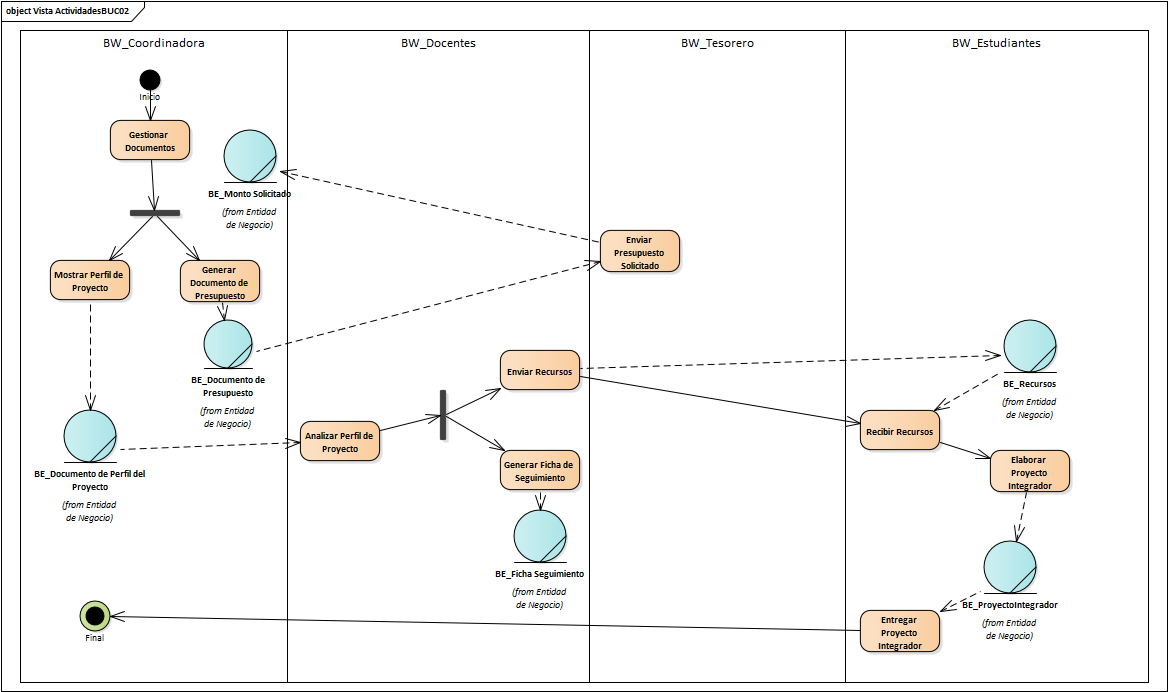 object Vista ActividadesBUC02
BW_Coordinadora
BW_Docentes
BW_Tesorero
BW_Estudiantes
Inicio
Gestionar
Documentos
BE_Monto Solicitado
(from Entidad
de Negocio)
Enviar
Presupuesto
Solicitado
Mostrar Perfil de
Proyecto
Generar
Documento de
Presupuesto
BE_Documento de
Presupuesto
(from Entidad
de Negocio)
Enviar Recursos
BE_Recursos
(from Entidad
de Negocio)
Analizar Perfil de
Proyecto
Recibir Recursos
BE_Documento de Perfil del
Proyecto
(from Entidad
de Negocio)
Generar Ficha de
Seguimiento
Elaborar
Proyecto
Integrador
BE_Ficha Seguimiento
(from Entidad
de Negocio)
BE_ProyectoIntegrador
(from Entidad
de Negocio)
Entregar
Proyecto
Integrador
Final